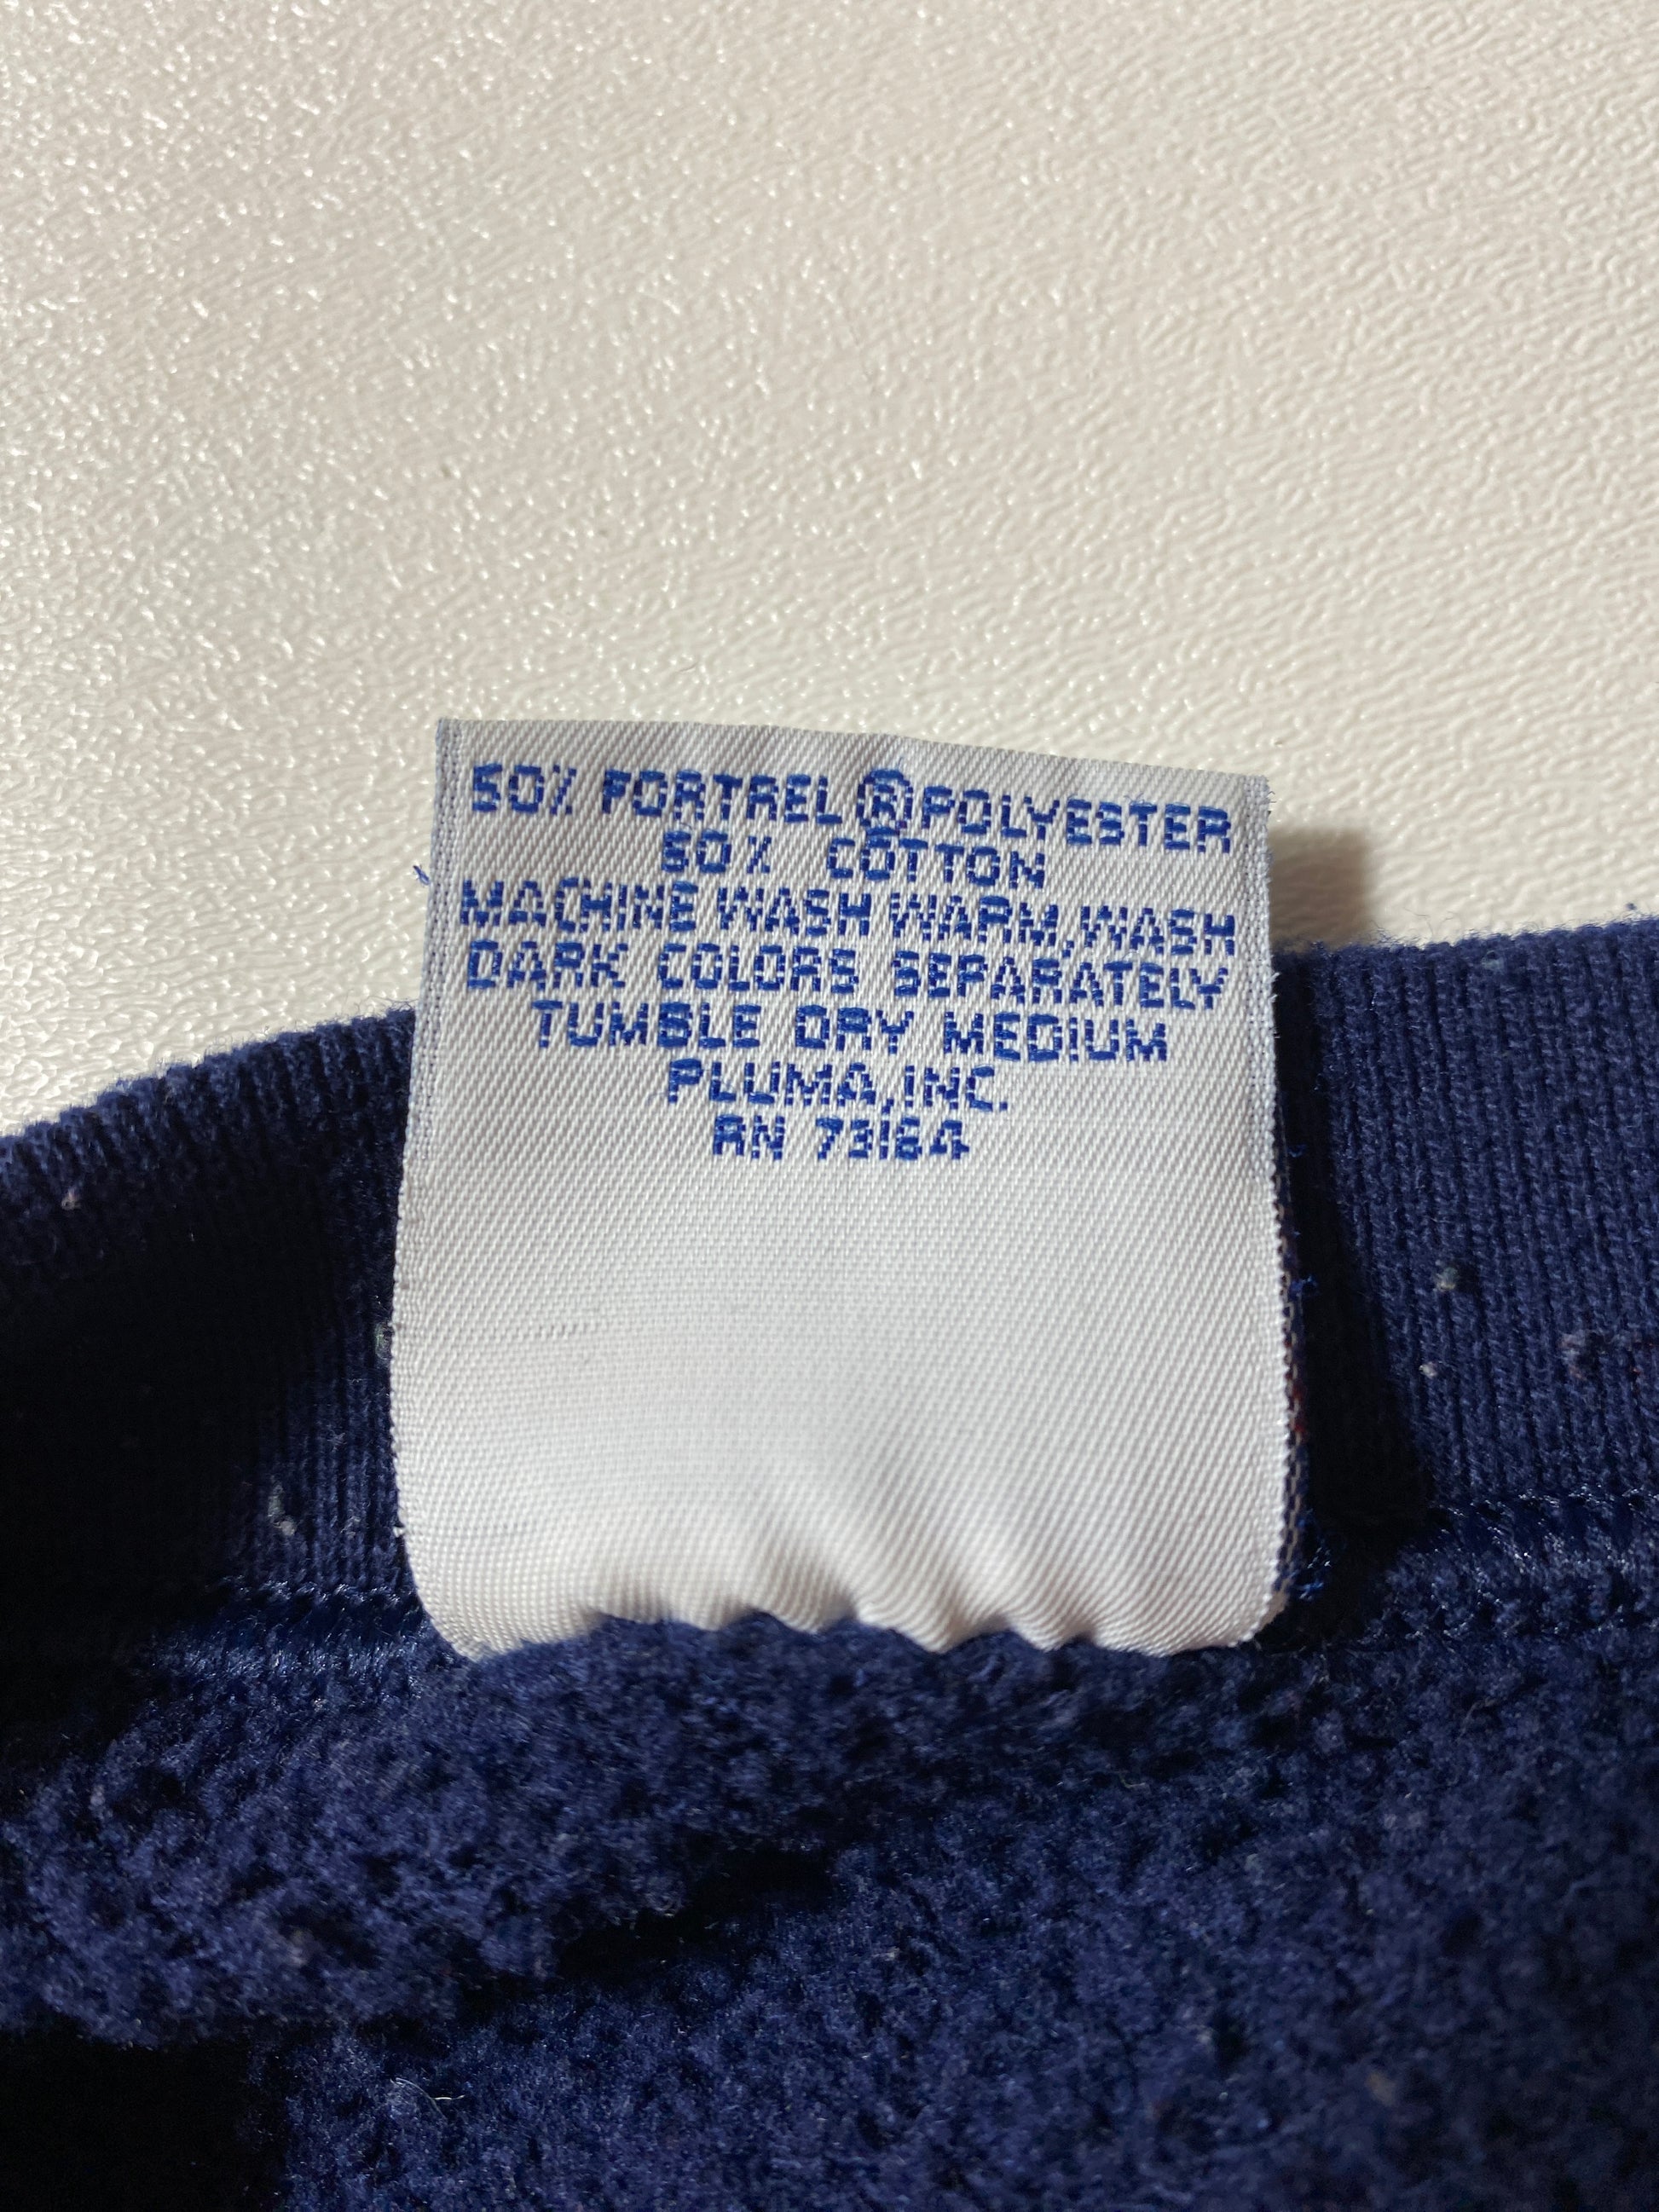 50% FORTREL®POLYESTER
50% COTTON
MACHINE WASH WARM,WASH
DARK COLORS SEPARATELY
TUMBLE DRY MEDIUM
PLUMA,INC.
RN 73164